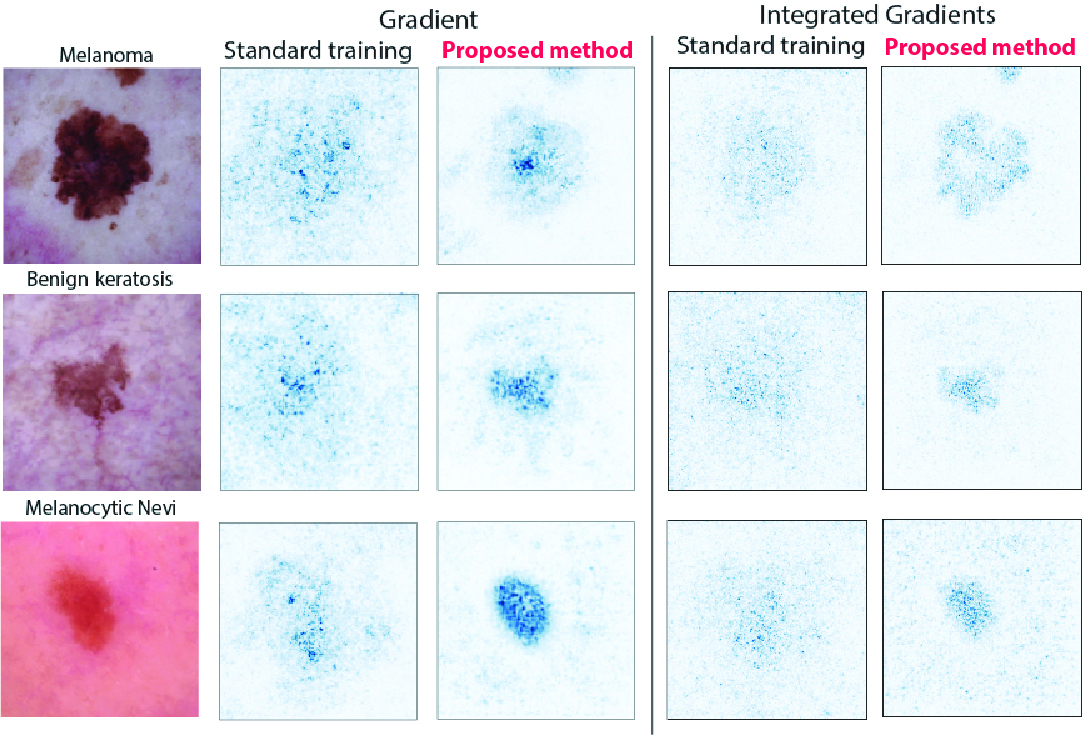 Gradient
Integrated Gradients
Melanoma
Standard training
Proposed method
Standard training
Proposed method
Benign keratosis
Melanocytic Nevi